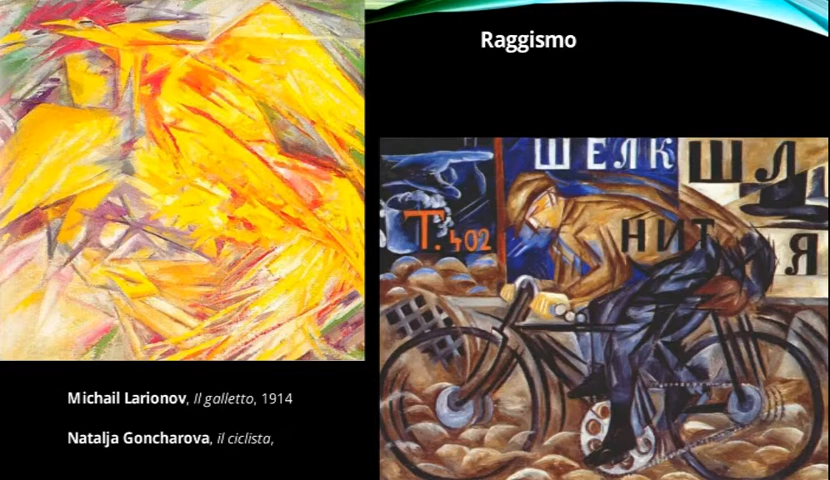 Raggismo
ШЕЛК
ШЛ
Т. 402
НИТ
Я
Michail Larionov, Il galletto, 1914
Natalja Goncharova, il ciclista,